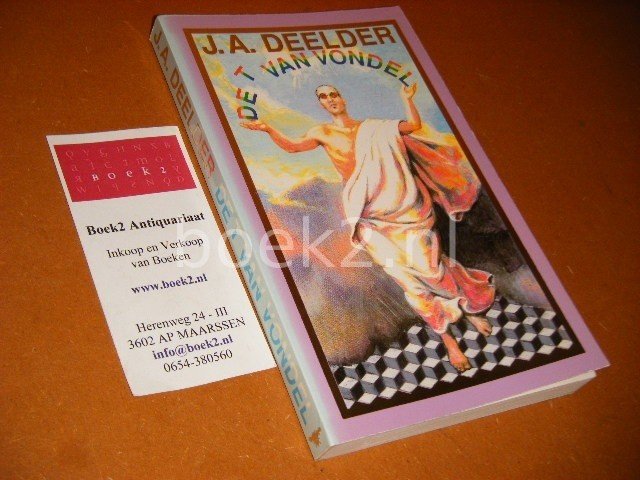 J.A. DEELDER
DE T VAN VONDEL
J.A. DEELDER DE T VAN VONDEL
BOEK2
Boek2 Antiquariaat
Inkoop en Verkoop
van Boeken
www.boek2.nl
Herenweg 24 - III
3602 AP MAARSSEN
info@boek2.nl
0654-380560
boek2.nl